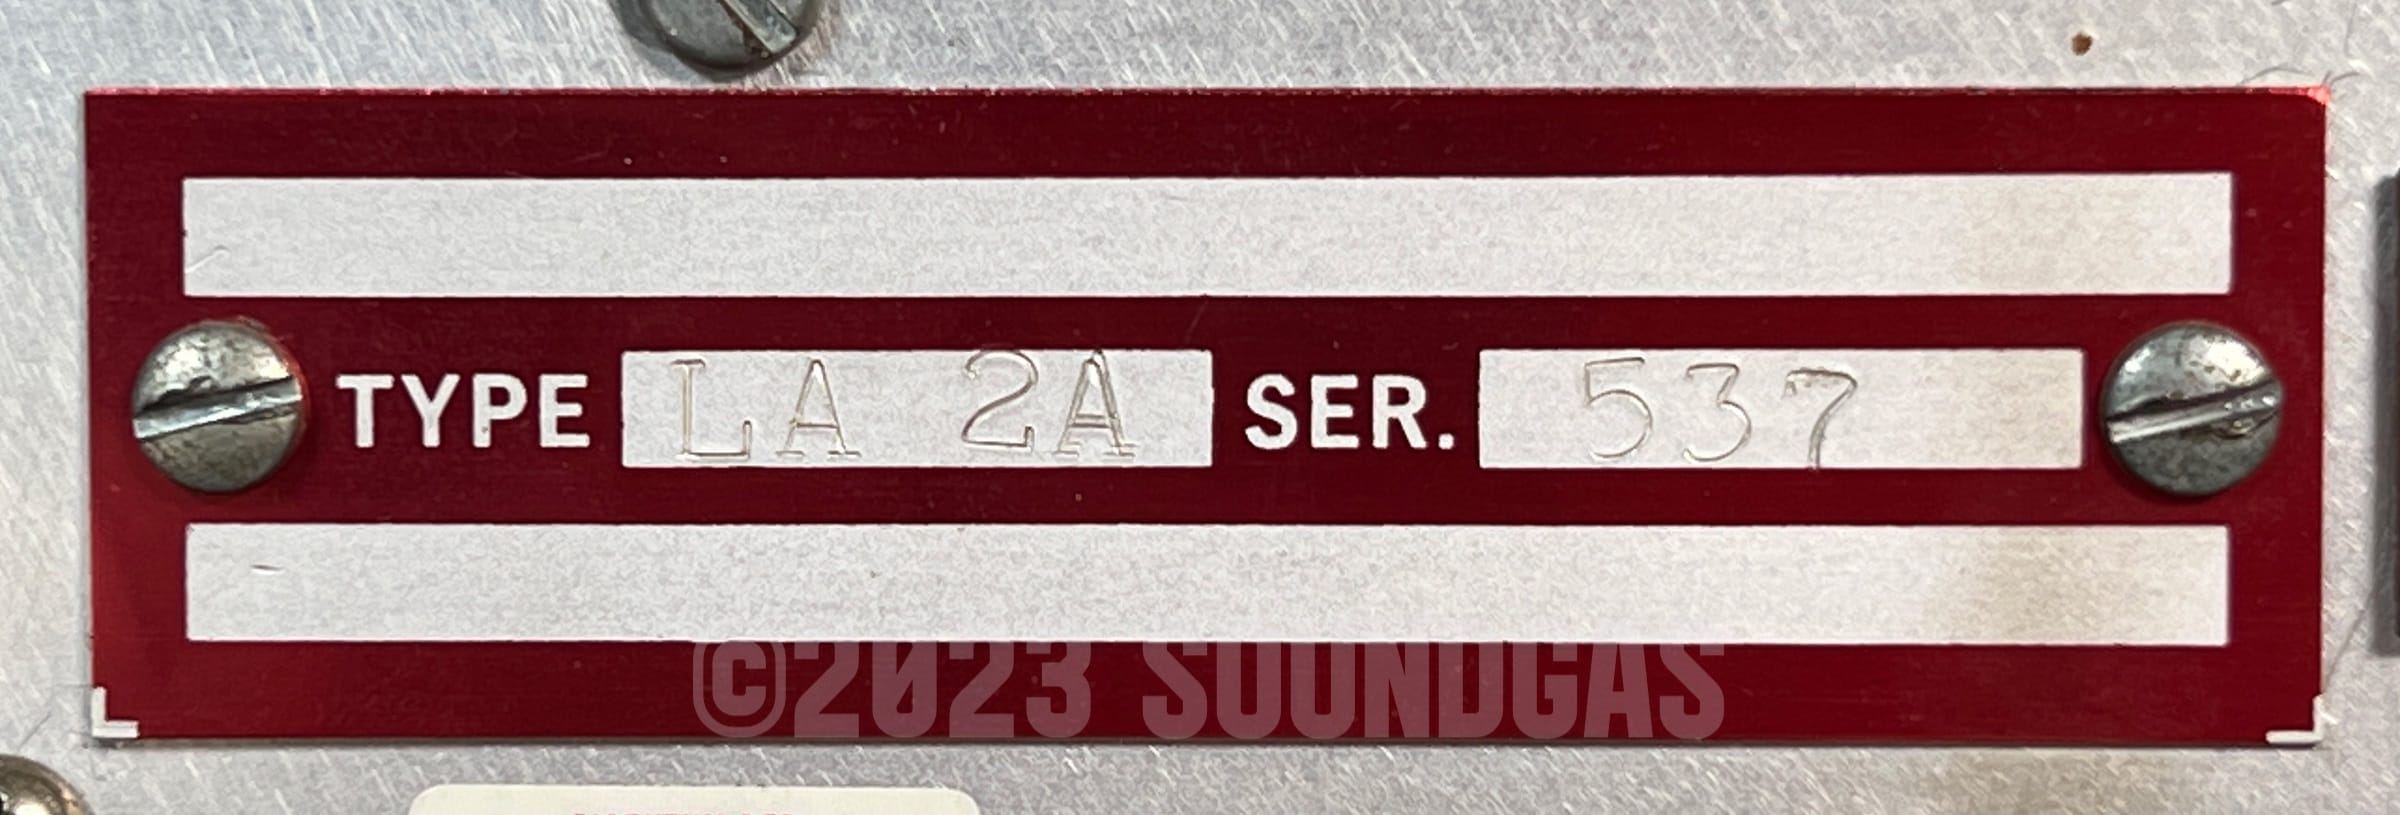 TYPE LA 2A SER. 537
©2023 SOUNDGAS